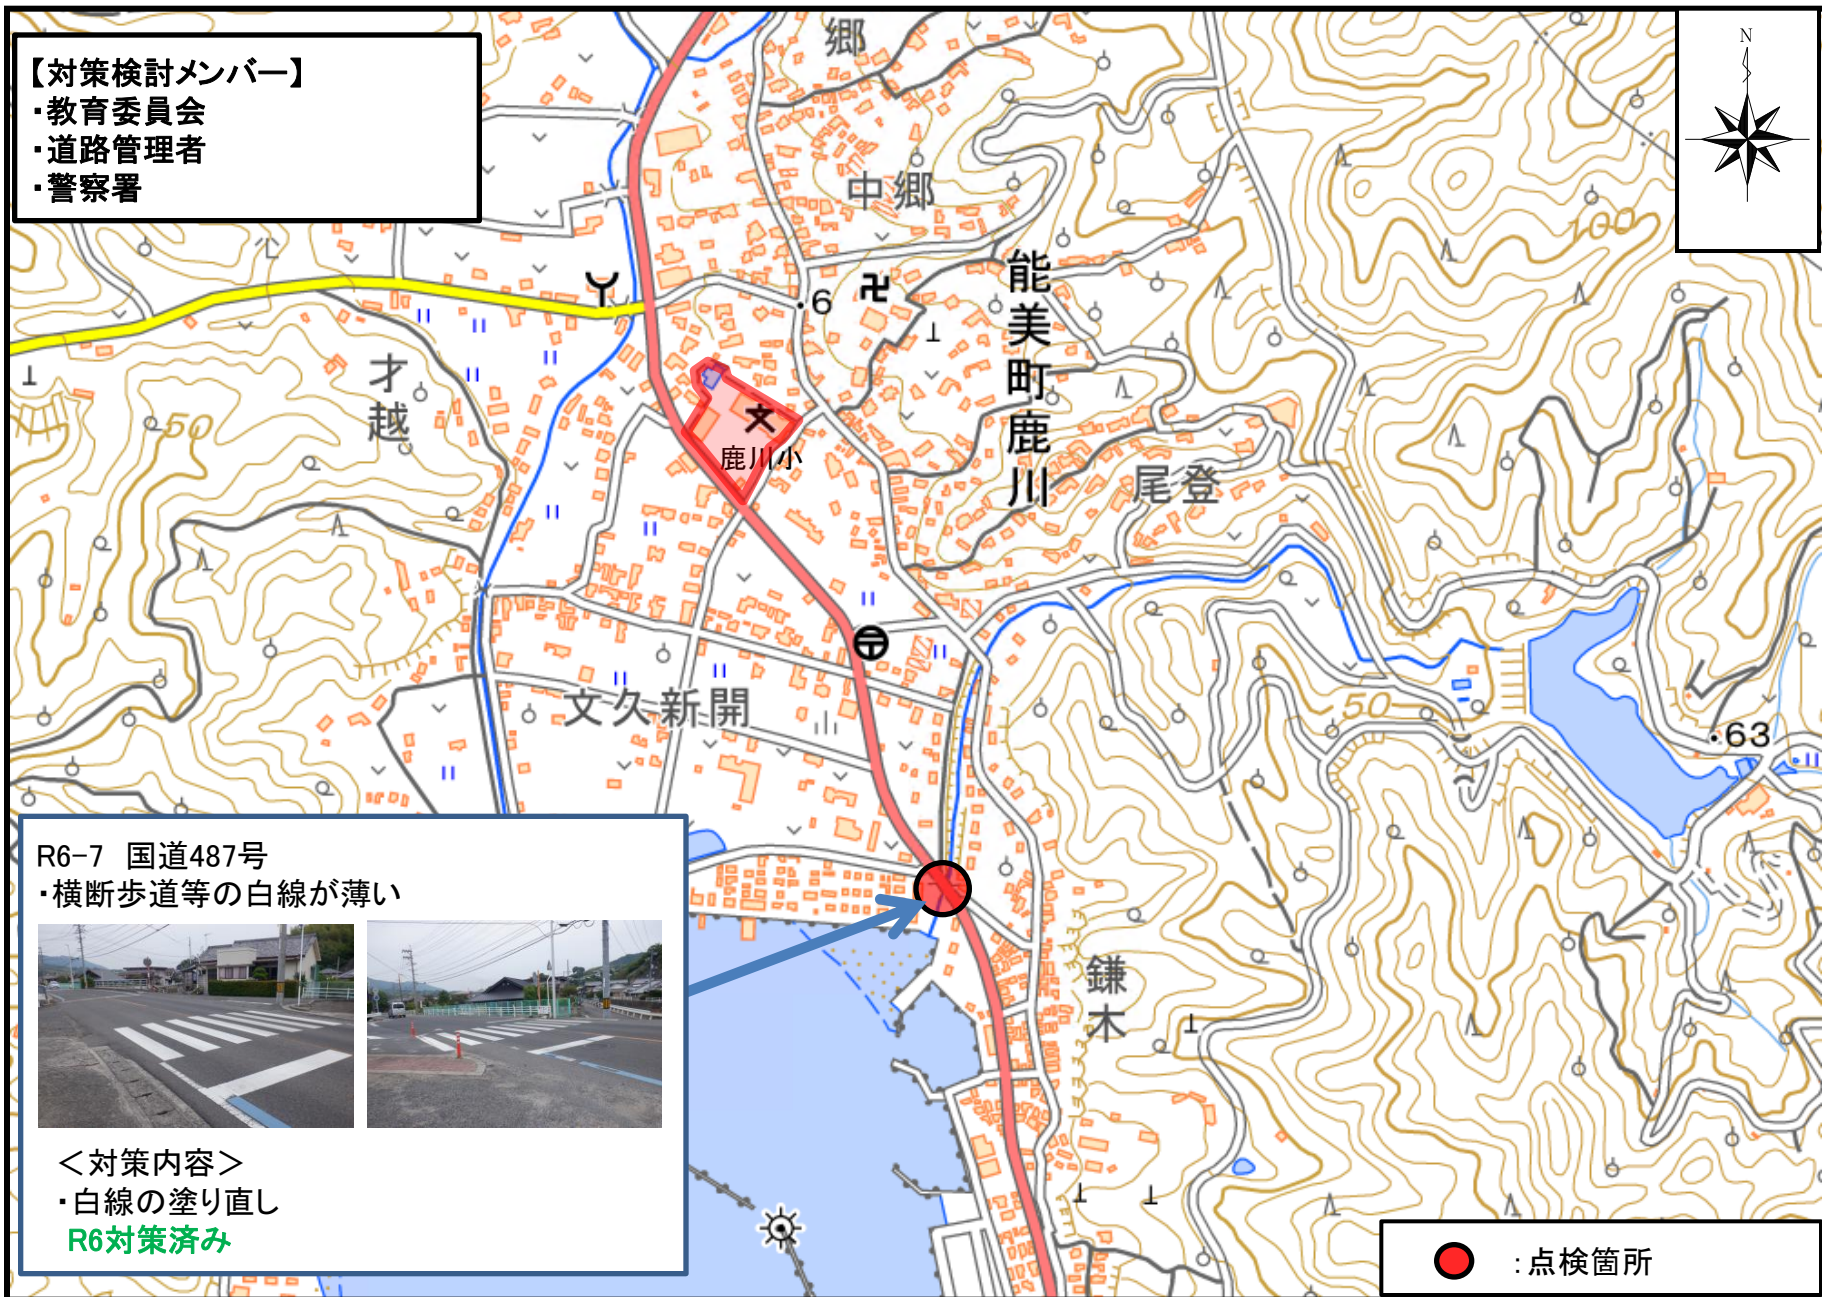 【対策検討メンバー】
・教育委員会
・道路管理者
・警察署
N
郷
中郷
100
能美町鹿川
6
才越
50
鹿川小
尾登
文久新開
50
63
鎌木
R6-7　国道487号
・横断歩道等の白線が薄い
＜対策内容＞
・白線の塗り直し
R6対策済み
：点検箇所